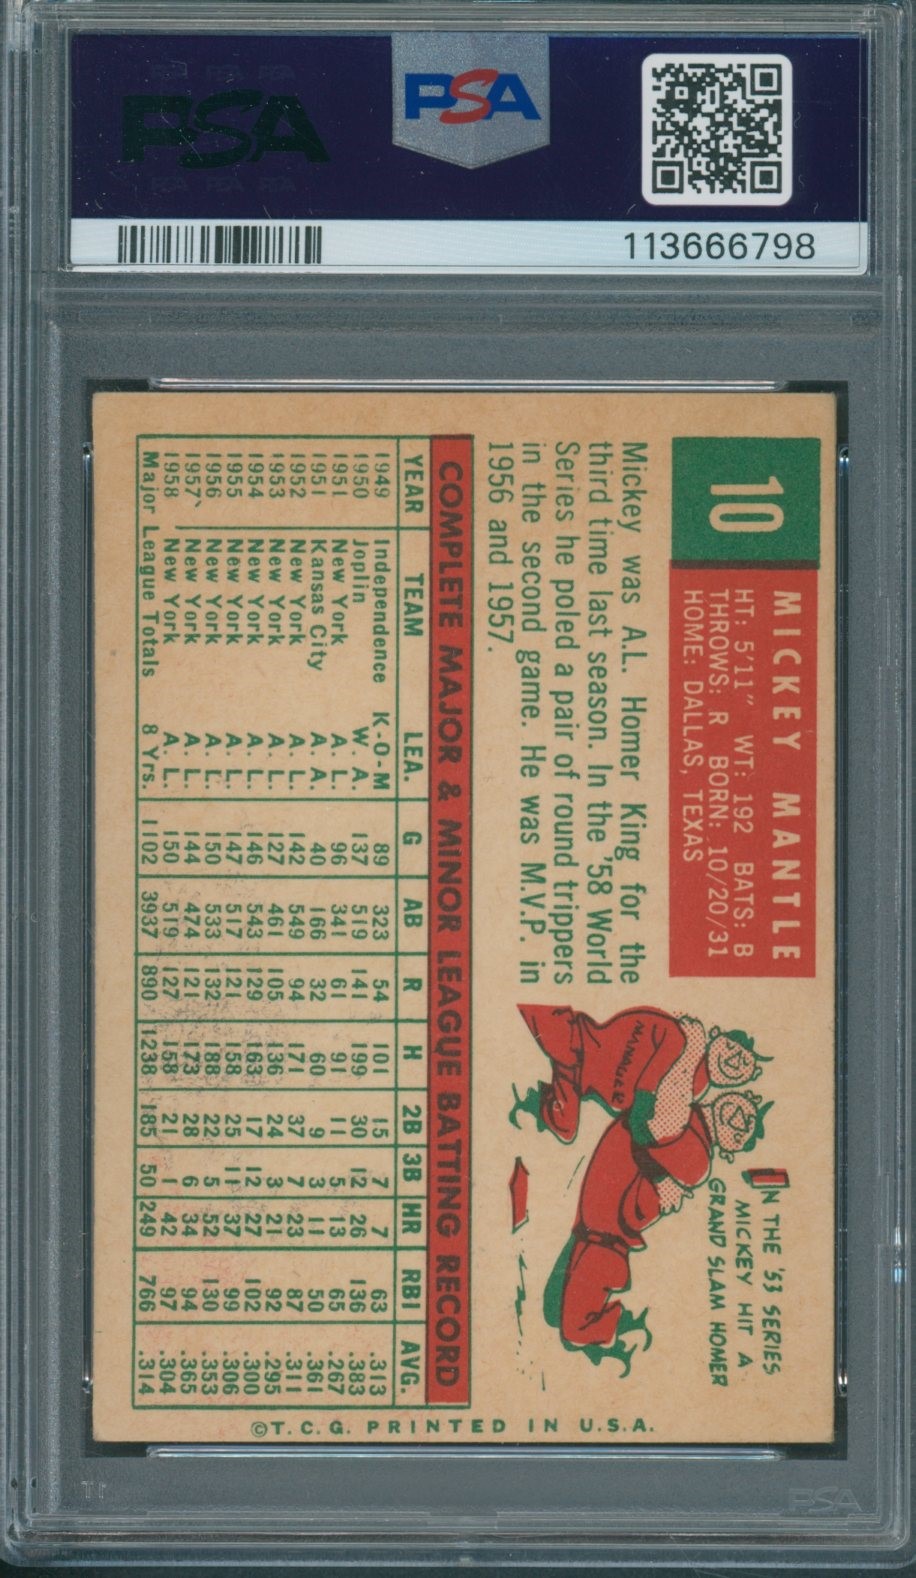 PSA
PSA
113666798
10
MICKEY MANTLE
HT: 5'11" WT: 192 BATS: B
THROWS: R BORN: 10/20/31
HOME: DALLAS, TEXAS
Mickey was A.L. Homer King for the
third time last season. In the '58 World
Series he poled a pair of round trippers
in the second game. He was M.V.P. in
1956 and 1957.
IN THE '53 SERIES
MICKEY HIT A
GRAND SLAM HOMER
MANAGER
COMPLETE MAJOR & MINOR LEAGUE BATTING RECORD
YEAR TEAM LEA. G AB R H 2B 3B HR RBI AVG.
1949 Independence K-O-M 89 323 54 101 15 7 7 63 .313
1950 Joplin W. A. 137 519 141 199 30 12 26 136 .383
1951 New York A. L. 96 341 61 91 11 5 13 65 .267
1951 Kansas City A. A. 40 166 32 60 9 3 11 50 .361
1952 New York A. L. 142 549 94 171 37 7 23 87 .311
1953 New York A. L. 127 461 105 136 24 3 21 92 .295
1954 New York A. L. 146 543 129 163 17 12 27 102 .300
1955 New York A. L. 147 517 121 158 25 11 37 99 .306
1956 New York A. L. 150 533 132 188 22 5 52 130 .353
1957 New York A. L. 144 474 121 173 28 6 34 94 .365
1958 New York A. L. 150 519 127 158 21 1 42 97 .304
Major League Totals 8 Yrs. 1102 3937 890 1238 185 50 249 766 .314
©T.C.G. PRINTED IN U.S.A.
PSA